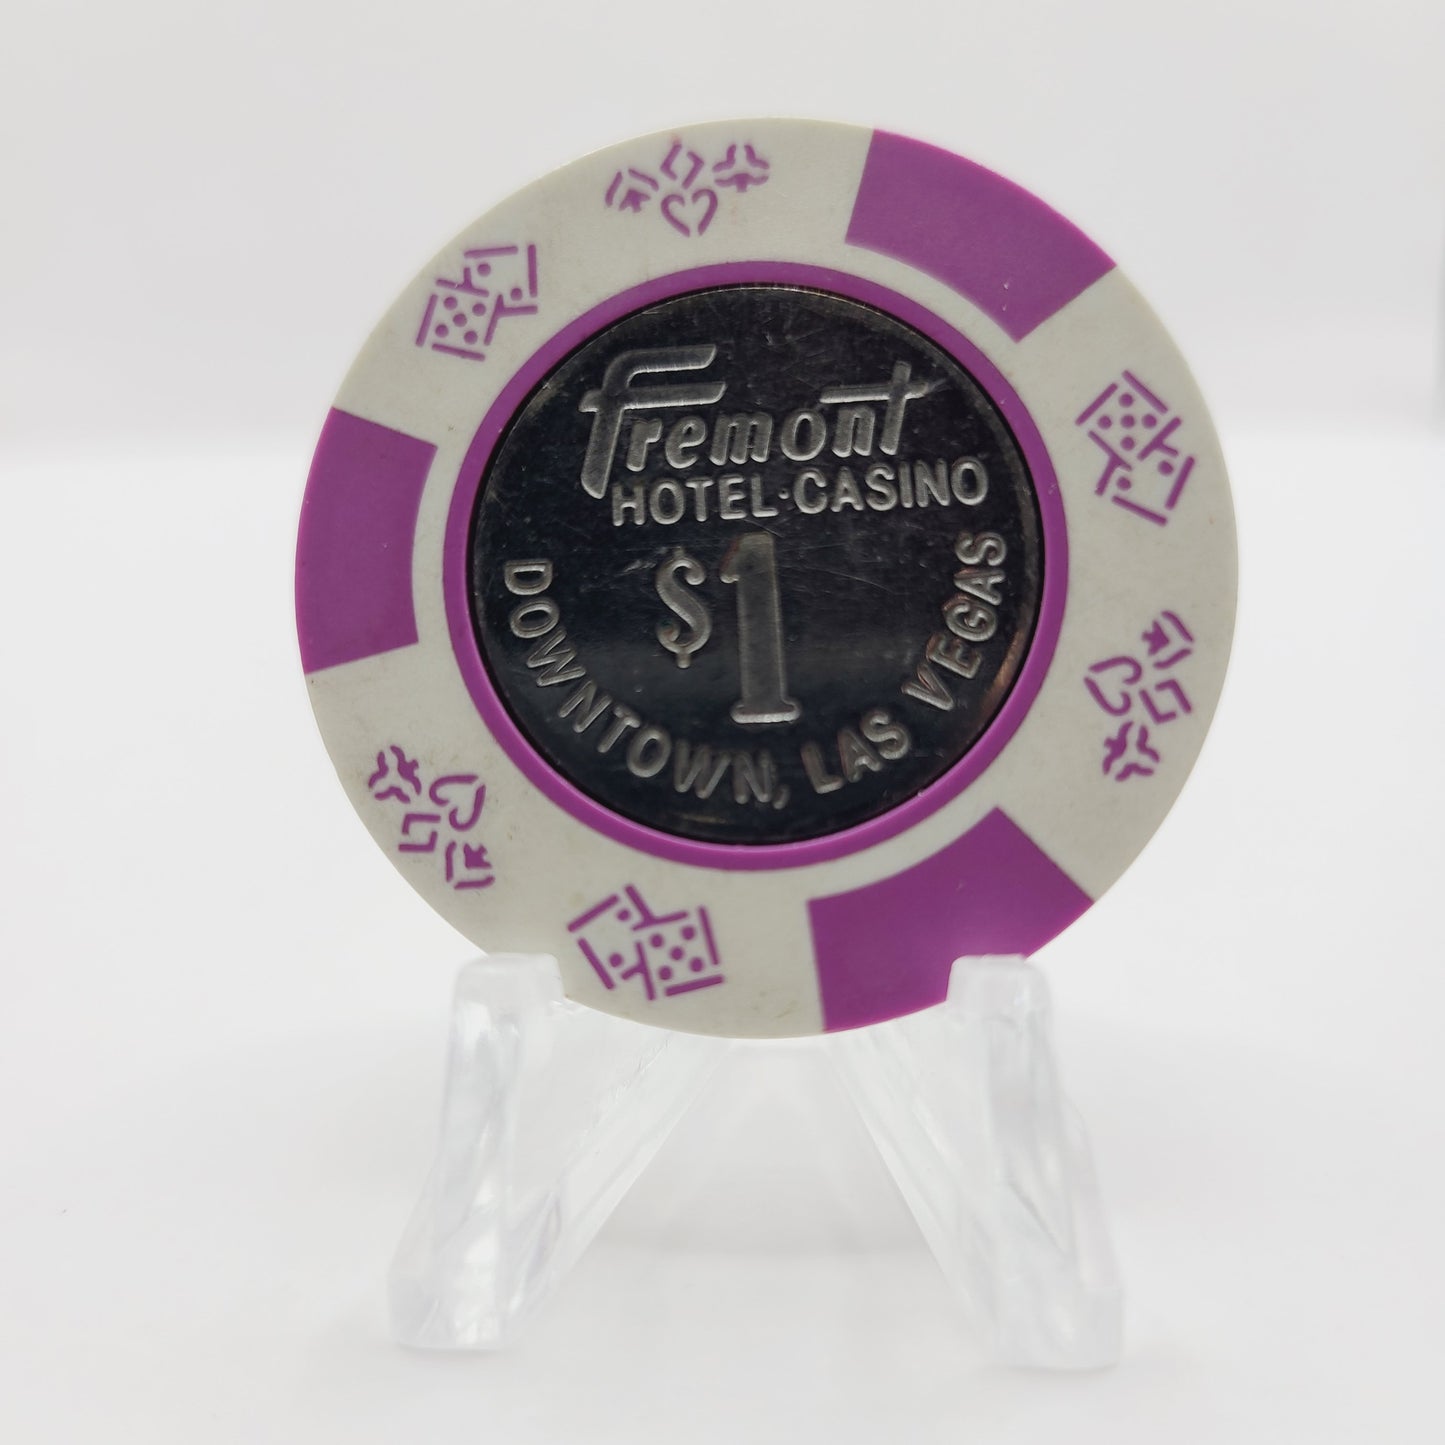 Fremont
HOTEL·CASINO
$1
DOWNTOWN, LAS VEGAS